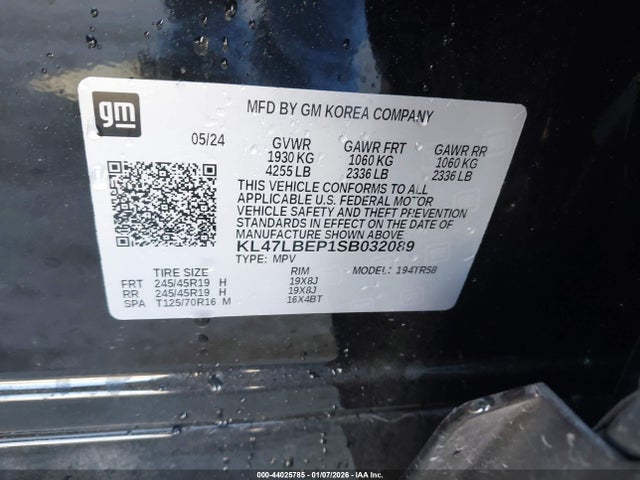 gm
MFD BY GM KOREA COMPANY
05/24 GVWR GAWR FRT GAWR RR
1930 KG 1060 KG 1060 KG
4255 LB 2336 LB 2336 LB
THIS VEHICLE CONFORMS TO ALL
APPLICABLE U.S. FEDERAL MOTOR
VEHICLE SAFETY AND THEFT PREVENTION
STANDARDS IN EFFECT ON THE DATE OF
MANUFACTURE SHOWN ABOVE.
KL47LBEP1SB032089
TYPE: MPV MODEL: 194TR58
TIRE SIZE RIM
FRT 245/45R19 H 19X8J
RR 245/45R19 H 19X8J
SPA T125/70R16 M 16X4BT
000-44025785 - 01/07/2026 - IAA Inc.